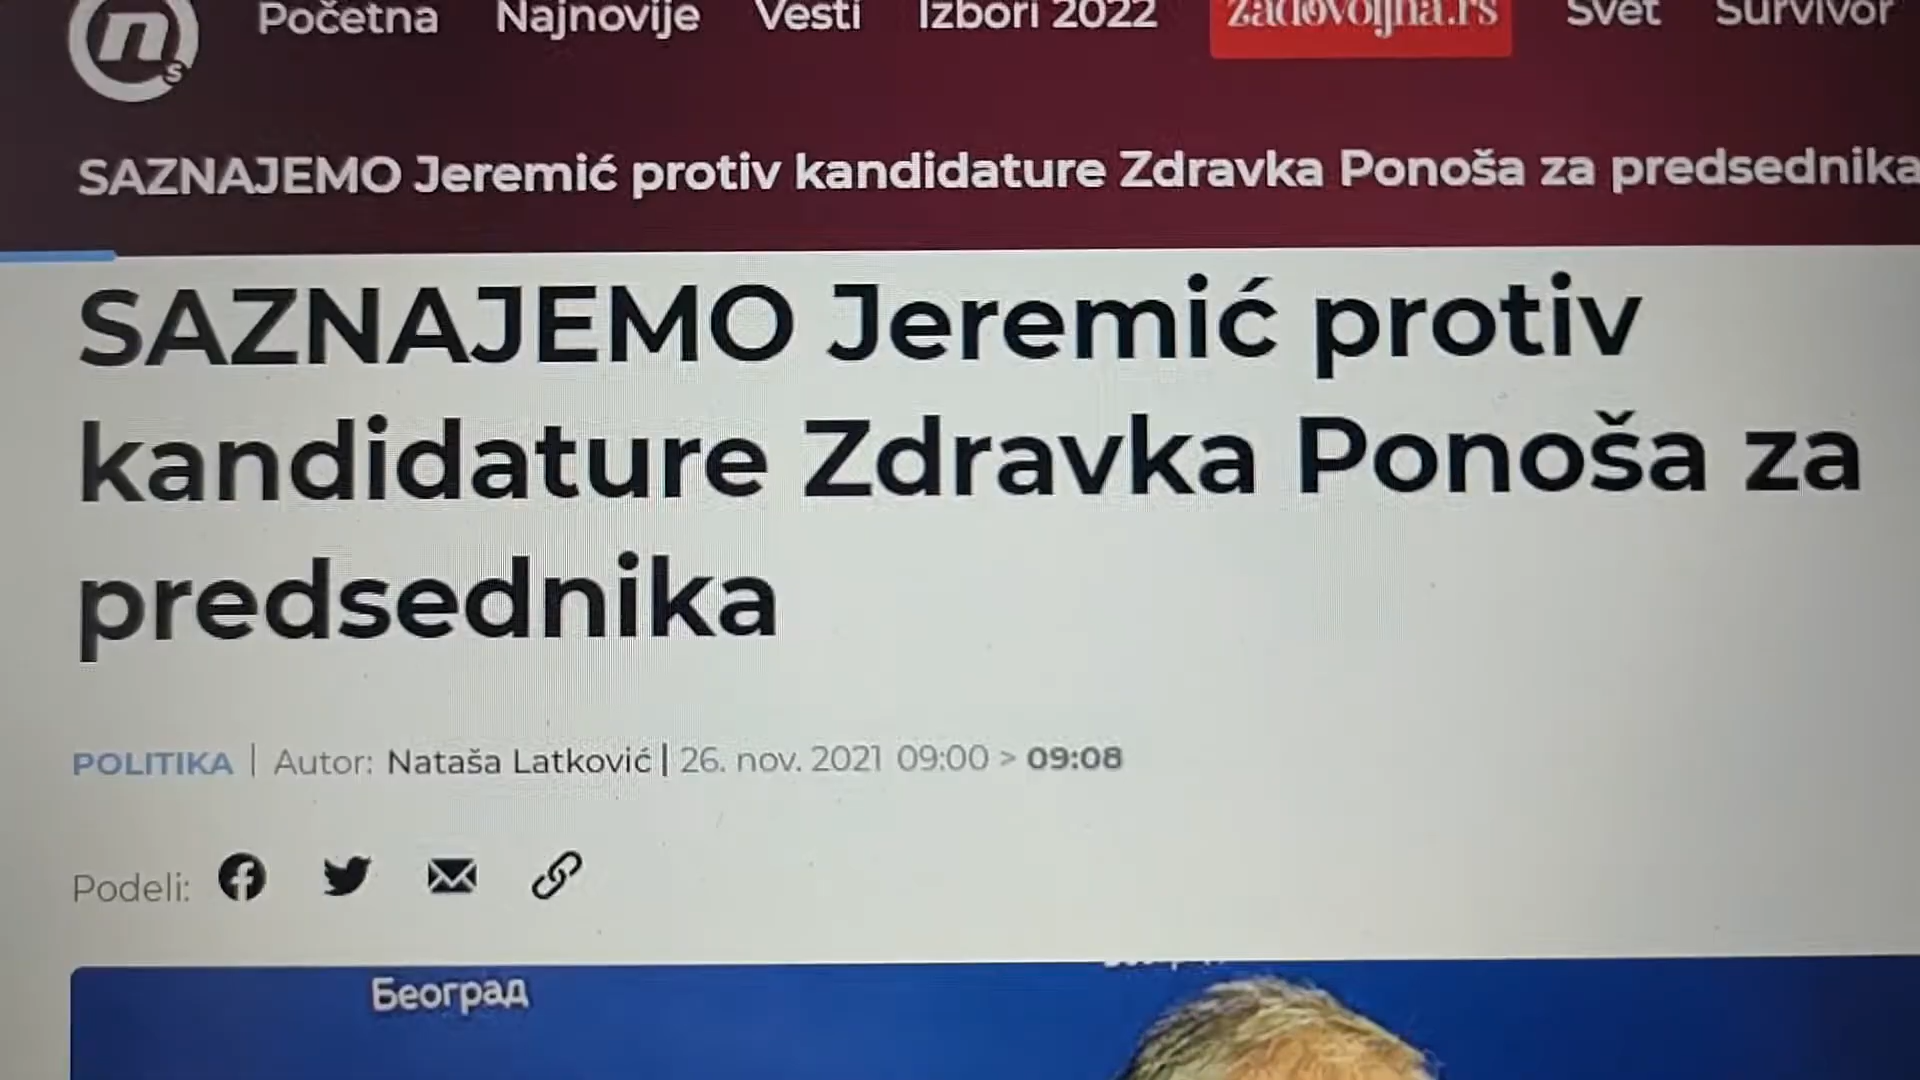 n
s
Početna Najnovije Vesti Izbori 2022 zadovoljna.rs Svet Survivor
SAZNAJEMO Jeremić protiv kandidature Zdravka Ponoša za predsednika
SAZNAJEMO Jeremić protiv
kandidature Zdravka Ponoša za
predsednika
POLITIKA | Autor: Nataša Latković | 26. nov. 2021 09:00 > 09:08
Podeli:
Београд